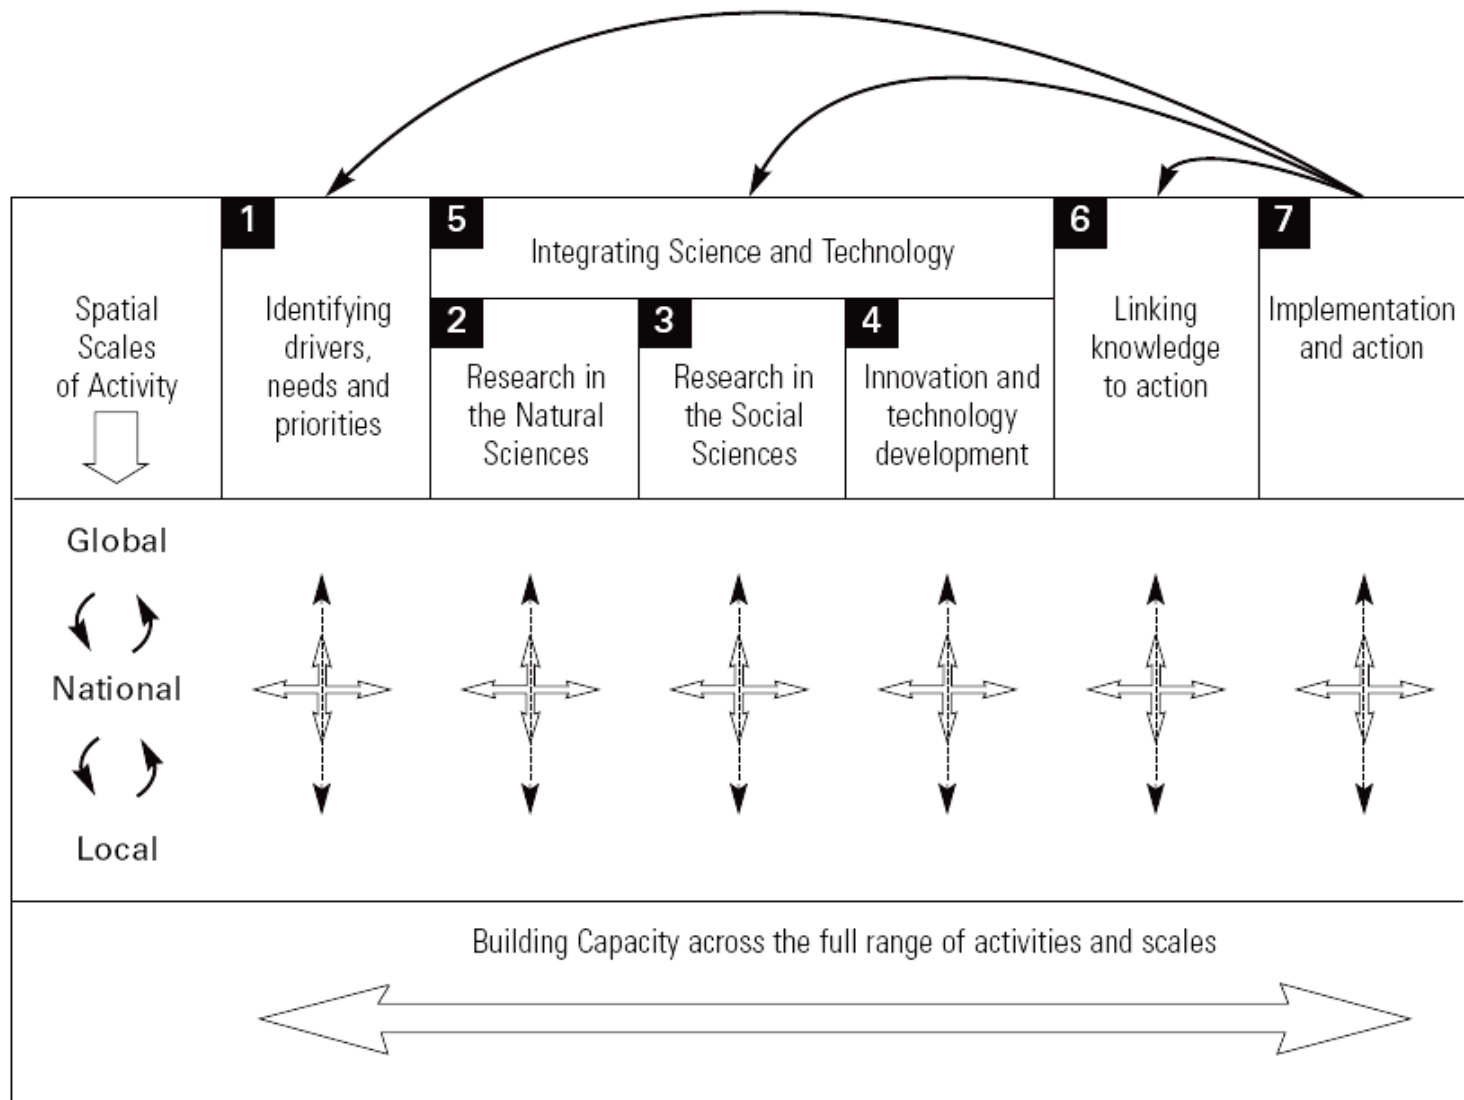 1
5
6
7
Integrating Science and Technology
Spatial
Scales
of Activity
Identifying
drivers,
needs and
priorities
2
3
4
Research in
the Natural
Sciences
Research in
the Social
Sciences
Innovation and
technology
development
Linking
knowledge
to action
Implementation
and action
Global
National
Local
Building Capacity across the full range of activities and scales